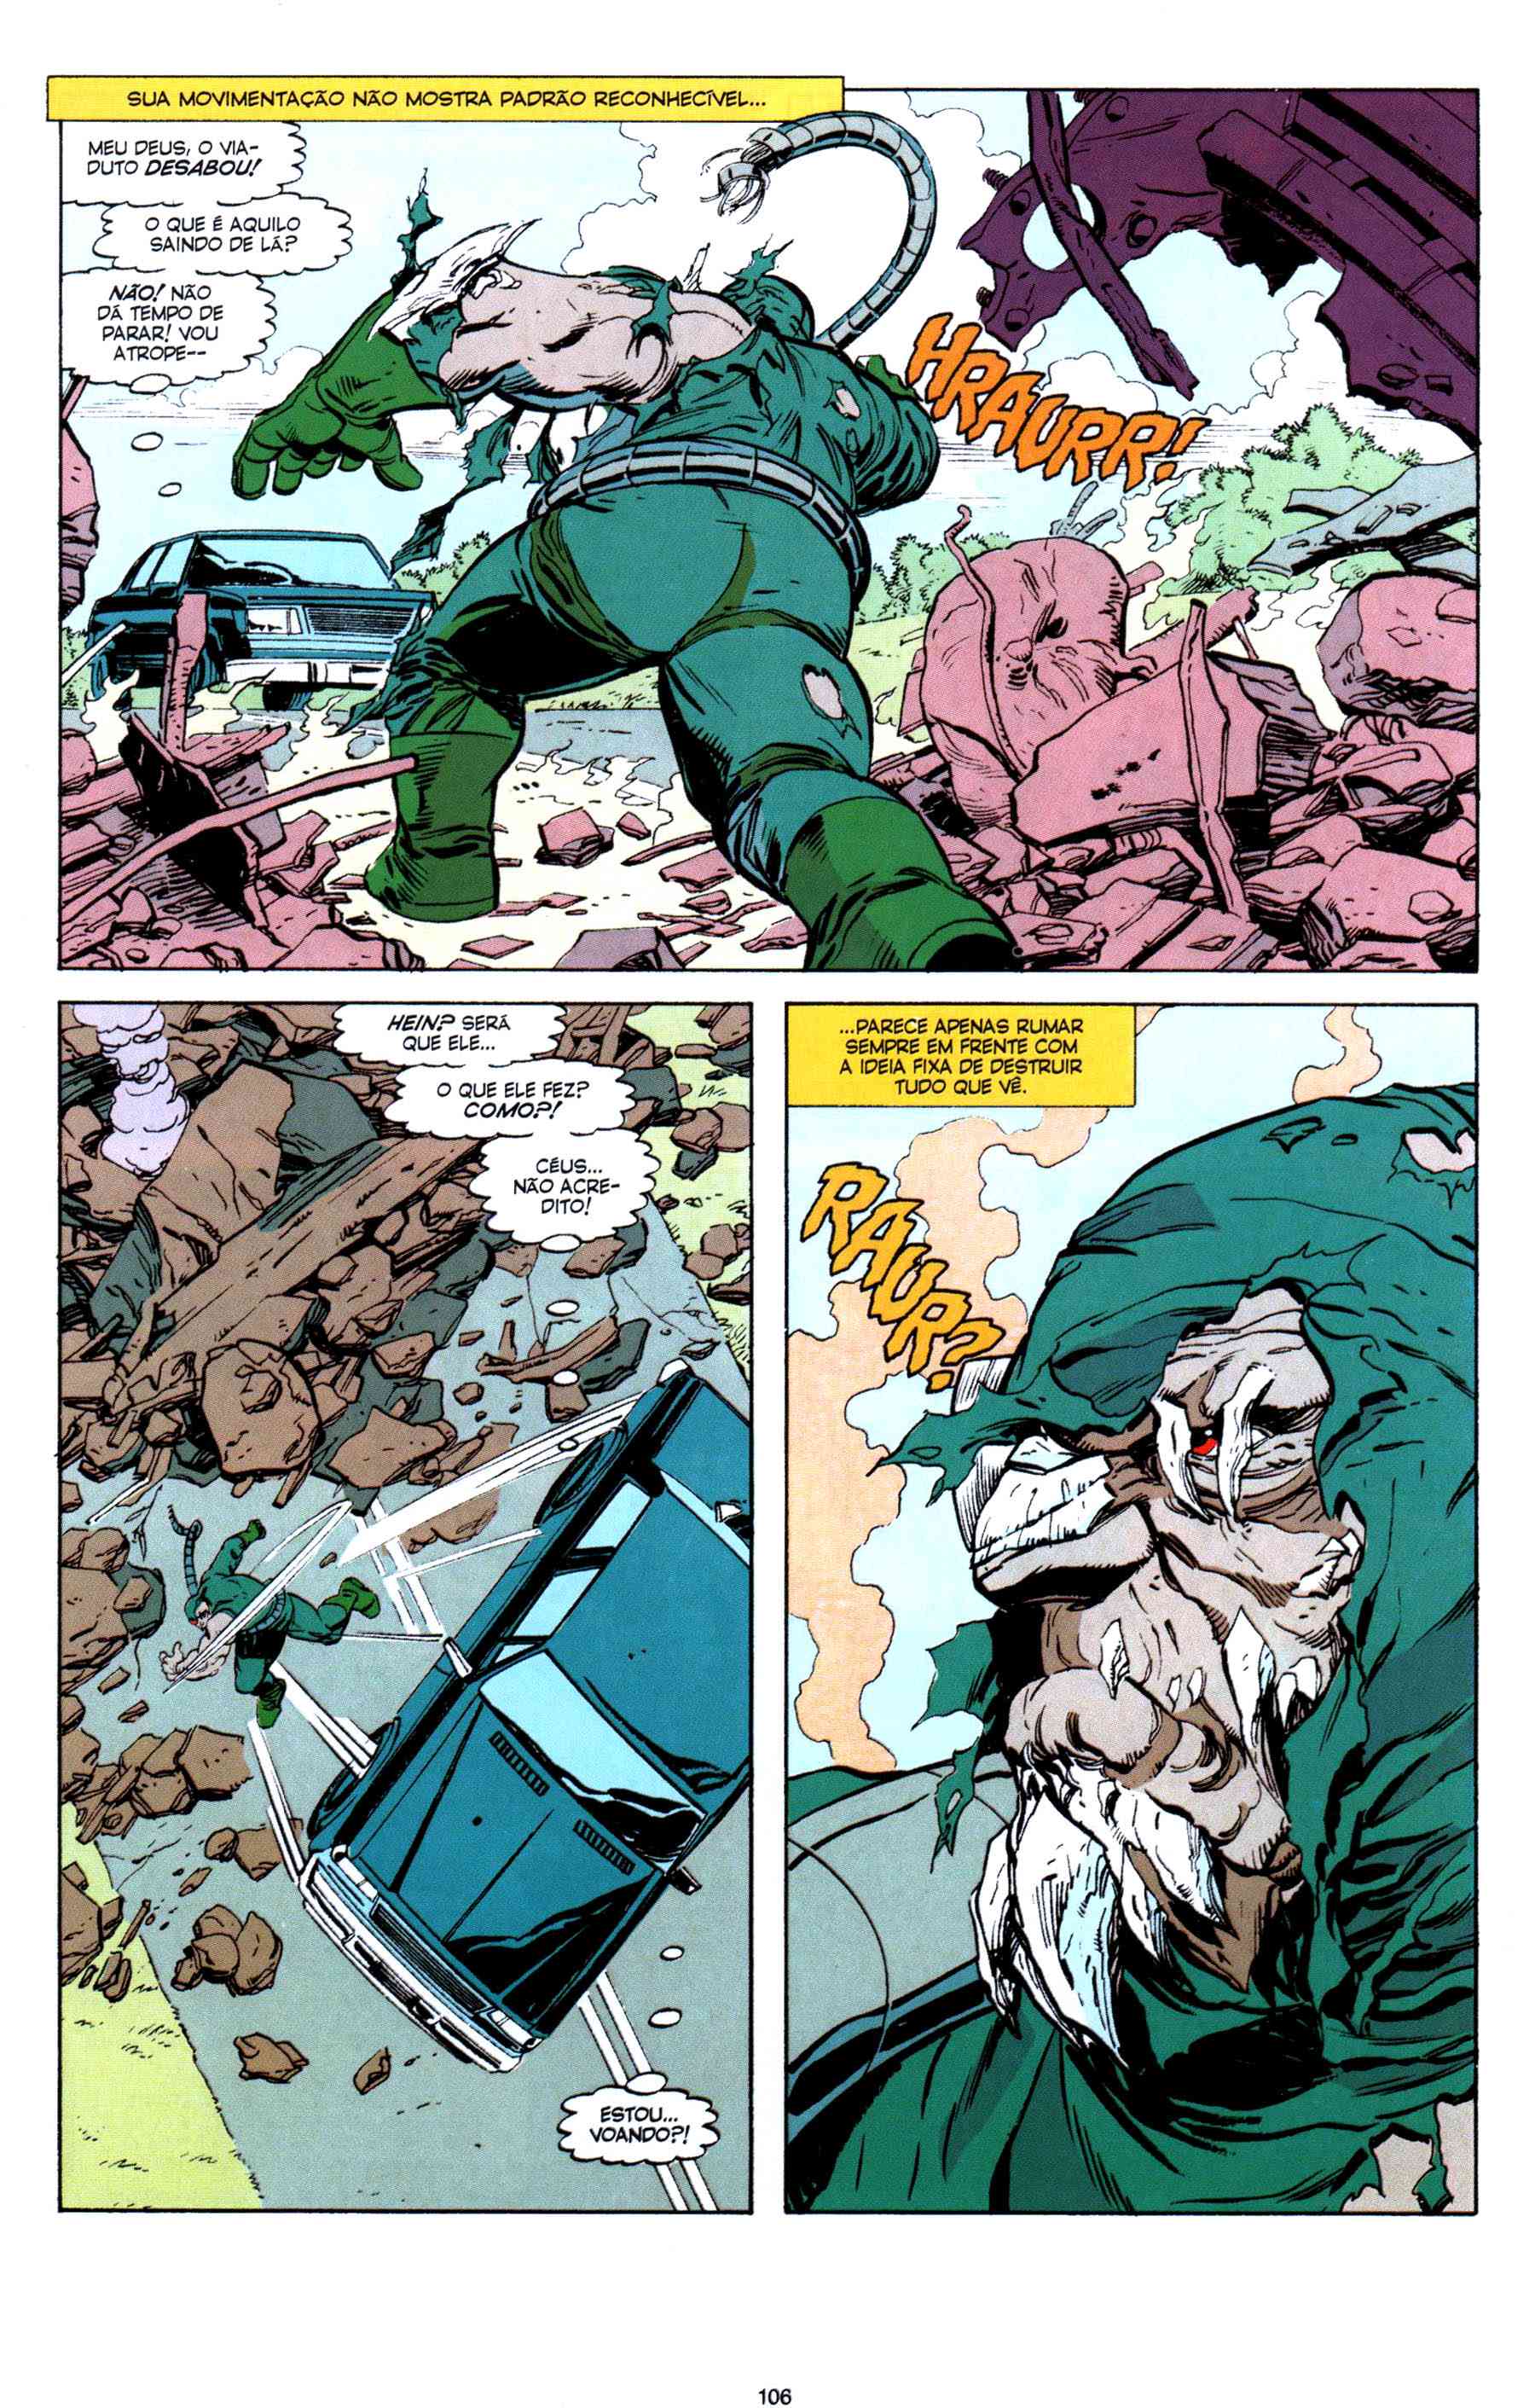 SUA MOVIMENTAÇÃO NÃO MOSTRA PADRÃO RECONHECÍVEL...
MEU DEUS, O VIA-
DUTO DESABOU!
O QUE É AQUILO
SAINDO DE LÁ?
NÃO! NÃO
DÁ TEMPO DE
PARAR! VOU
ATROPE--
HRAURR!
HEIN? SERÁ
QUE ELE...
O QUE ELE FEZ?
COMO?!
CÉUS...
NÃO ACRE-
DITO!
ESTOU...
VOANDO?!
...PARECE APENAS RUMAR
SEMPRE EM FRENTE COM
A IDEIA FIXA DE DESTRUIR
TUDO QUE VÊ.
RAUR?
106